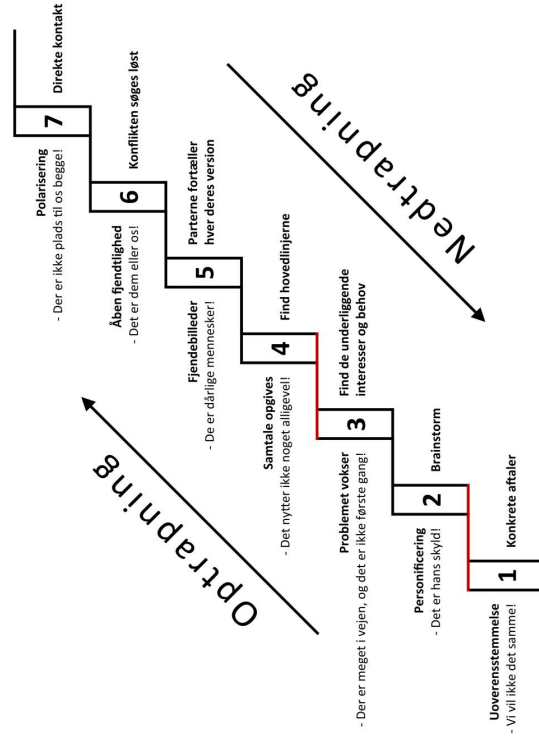 Optrapning
Nedtrapning
7
Polarisering
- Der er ikke plads til os begge!
Direkte kontakt
6
Åben fjendtlighed
- Det er dem eller os!
Konflikten søges løst
5
Fjendebilleder
- De er dårlige mennesker!
Parterne fortæller
hver deres version
4
Samtale opgives
- Det nytter ikke noget alligevel!
Find hovedlinjerne
3
Problemet vokser
- Der er meget i vejen, og det er ikke første gang!
Find de underliggende
interesser og behov
2
Personificering
- Det er hans skyld!
Brainstorm
1
Uoverensstemmelse
- Vi vil ikke det samme!
Konkrete aftaler